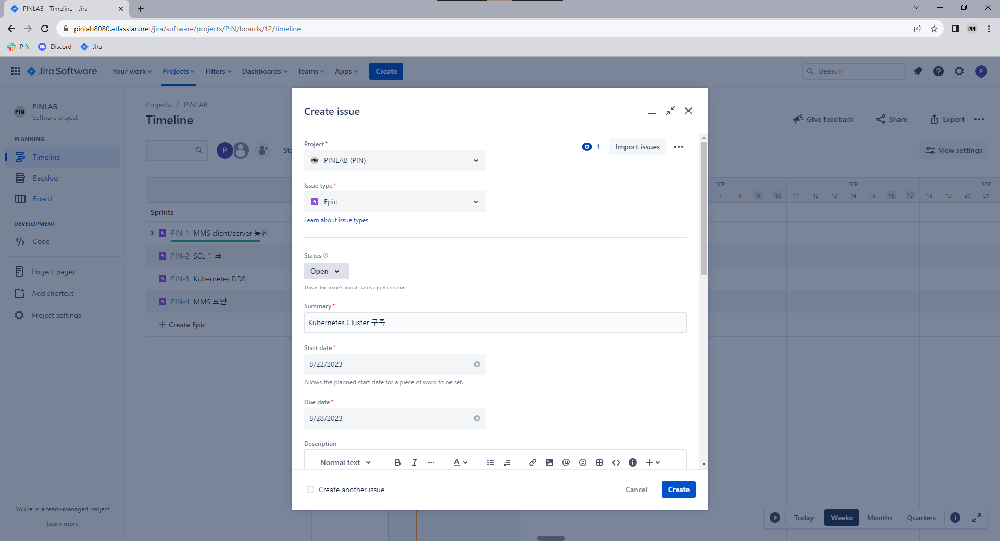 PINLAB - Timeline - Jira
pinlab8080.atlassian.net/jira/software/projects/PIN/boards/12/timeline
PIN
PIN Discord Jira
Jira Software Your work Projects Filters Dashboards Teams Apps Create Search P
PIN PINLAB
Software project
PLANNING
Timeline
Backlog
Board
DEVELOPMENT
Code
Project pages
Add shortcut
Project settings
You're in a team-managed project
Learn more
Projects / PINLAB
Timeline
Give feedback Share Export
P Sta
View settings
SEP SEP SEP
7 8 9 10 11 12 13 14 15 16 17 18 19 20 21
Sprints
PIN-1 MMS client/server 통신
PIN-2 SCL 발표
PIN-3 Kubernetes DDS
PIN-4 MMS 보안
+ Create Epic
Create issue
Project*
1 Import issues
PIN PINLAB (PIN)
Issue type*
Epic
Learn about issue types
Status
Open
This is the issue's initial status upon creation
Summary*
Kubernetes Cluster 구축
Start date*
8/22/2023
Allows the planned start date for a piece of work to be set.
Due date*
8/28/2023
Description
Normal text B I A
Create another issue
Cancel Create
Today Weeks Months Quarters